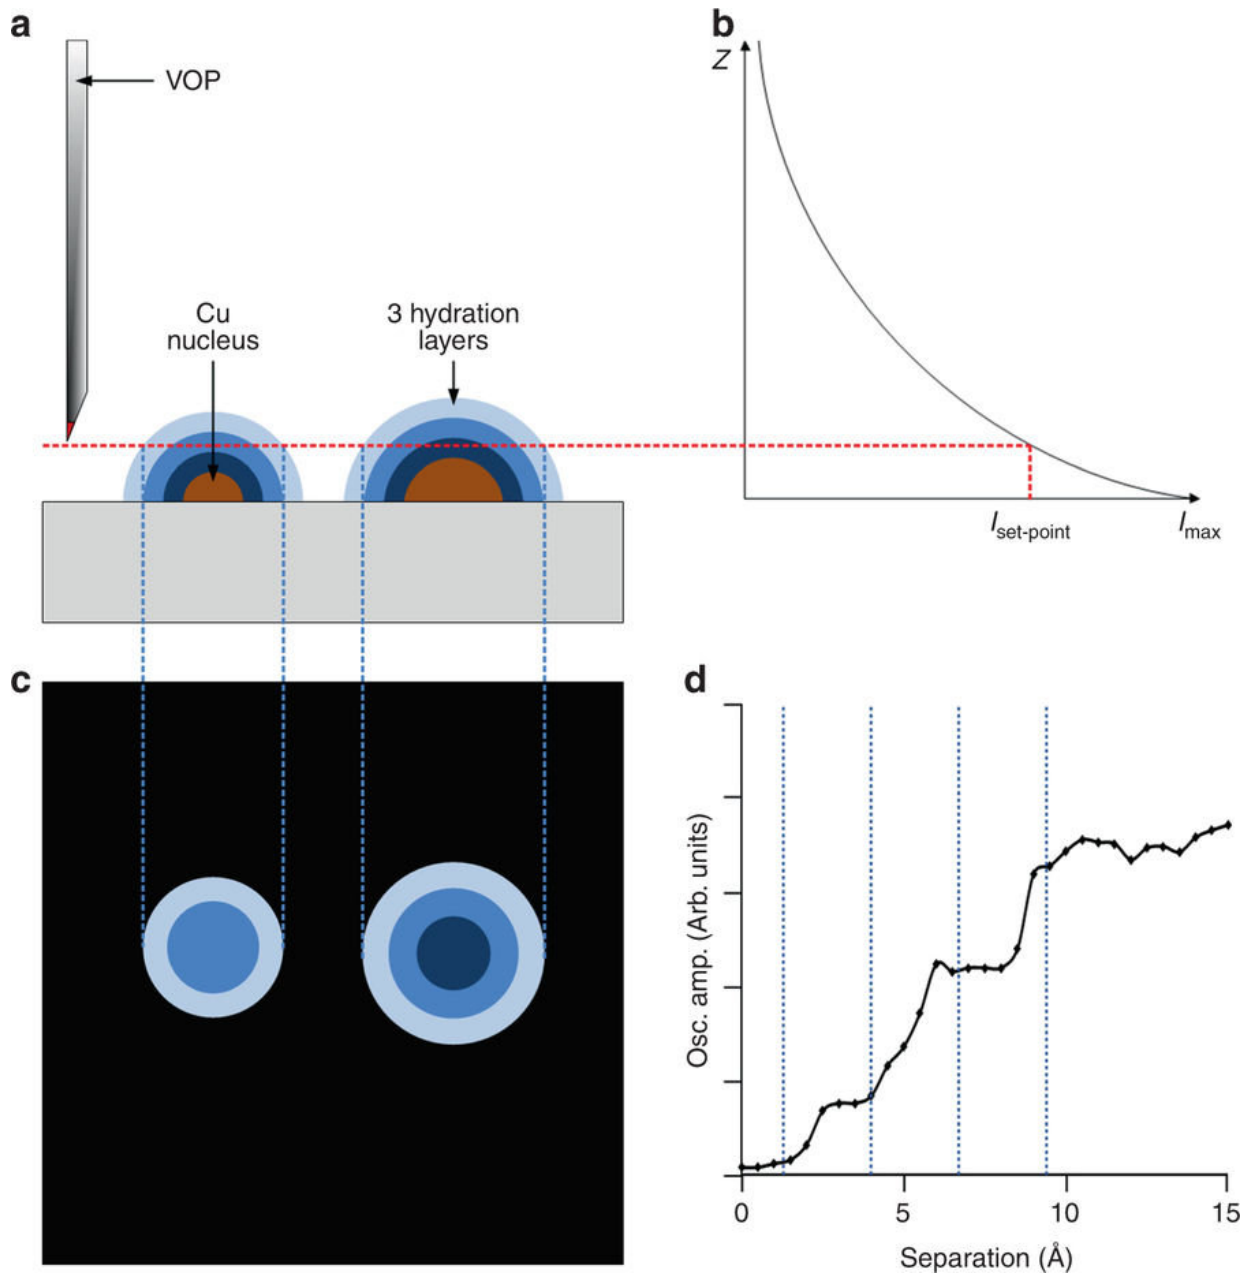 a
VOP
Cu
nucleus
3 hydration
layers
b
Z
I set-point
I max
c
d
Osc. amp. (Arb. units)
0
5
10
15
Separation (Å)